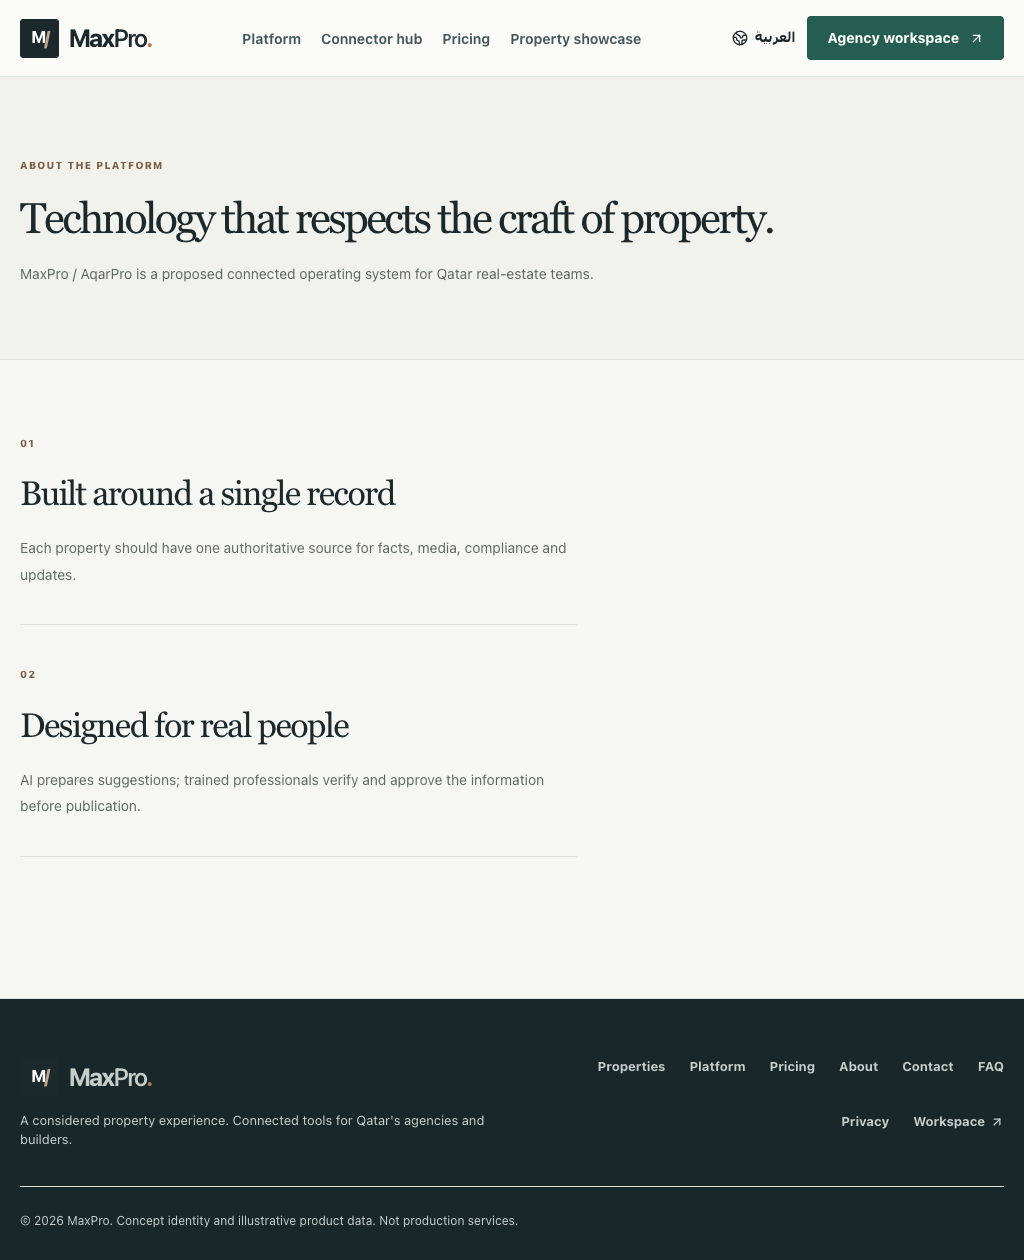 M/ MaxPro.
Platform Connector hub Pricing Property showcase
العربية
Agency workspace
ABOUT THE PLATFORM
Technology that respects the craft of property.
MaxPro / AqarPro is a proposed connected operating system for Qatar real-estate teams.
01
Built around a single record
Each property should have one authoritative source for facts, media, compliance and
updates.
02
Designed for real people
AI prepares suggestions; trained professionals verify and approve the information
before publication.
M/ MaxPro.
A considered property experience. Connected tools for Qatar's agencies and
builders.
Properties Platform Pricing About Contact FAQ
Privacy Workspace
© 2026 MaxPro. Concept identity and illustrative product data. Not production services.